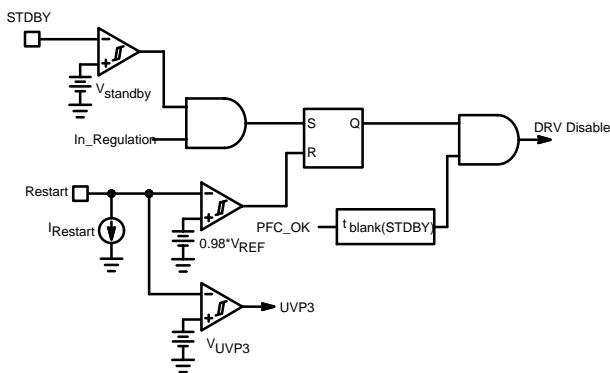 STDBY
Vstandby
In_Regulation
S
Q
R
DRV Disable
Restart
IRestart
0.98*VREF
PFC_OK
tblank(STDBY)
UVP3
VUVP3